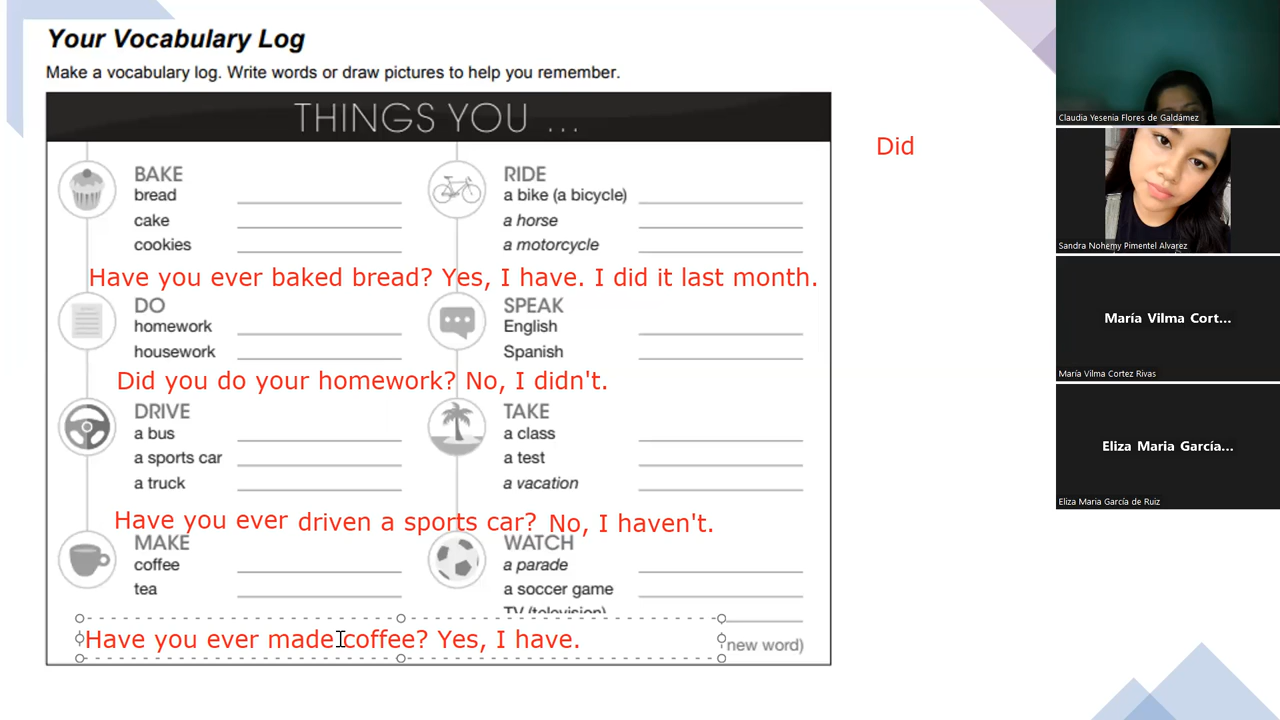 Your Vocabulary Log
Make a vocabulary log. Write words or draw pictures to help you remember.
THINGS YOU ...
Did
BAKE
bread
cake
cookies
RIDE
a bike (a bicycle)
a horse
a motorcycle
Have you ever baked bread? Yes, I have. I did it last month.
DO
homework
housework
SPEAK
English
Spanish
Did you do your homework? No, I didn't.
DRIVE
a bus
a sports car
a truck
TAKE
a class
a test
a vacation
Have you ever driven a sports car? No, I haven't.
MAKE
coffee
tea
WATCH
a parade
a soccer game
TV (television)
Have you ever made coffee? Yes, I have.
new word)
Claudia Yesenia Flores de Galdámez
Sandra Nohemy Pimentel Alvarez
María Vilma Cort...
María Vilma Cortez Rivas
Eliza Maria García...
Eliza Maria García de Ruiz